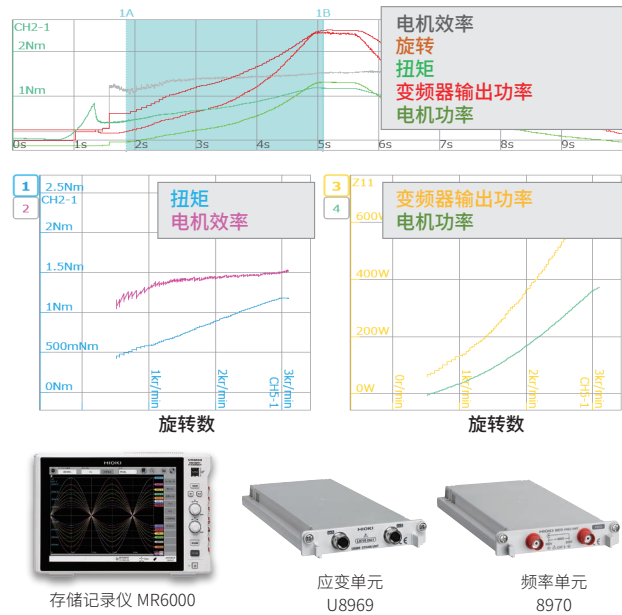 1A
1B
CH2-1
2Nm
1Nm
0s
1s
2s
3s
4s
5s
6s
7s
8s
9s
电机效率
旋转
扭矩
变频器输出功率
电机功率
1
2
2.5Nm
CH2-1
2Nm
1.5Nm
1Nm
500mNm
0Nm
1kr/min
2kr/min
3kr/min
CH5-1
扭矩
电机效率
旋转数
3
4
Z11
600W
400W
200W
0W
0r/min
1kr/min
2kr/min
3kr/min
CH5-1
变频器输出功率
电机功率
旋转数
HIOKI
HIOKI
存储记录仪 MR6000
应变单元
U8969
频率单元
8970